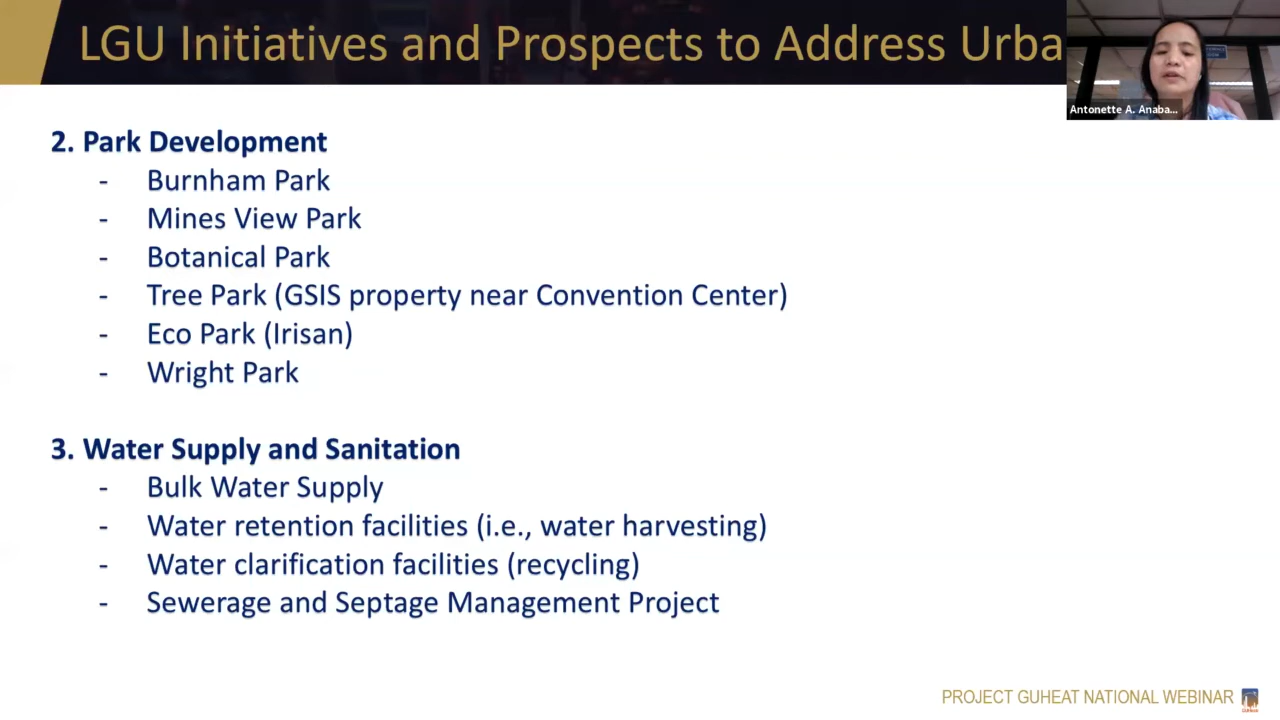 LGU Initiatives and Prospects to Address Urba
Antonette A. Anaba...
2. Park Development
- Burnham Park
- Mines View Park
- Botanical Park
- Tree Park (GSIS property near Convention Center)
- Eco Park (Irisan)
- Wright Park
3. Water Supply and Sanitation
- Bulk Water Supply
- Water retention facilities (i.e., water harvesting)
- Water clarification facilities (recycling)
- Sewerage and Septage Management Project
PROJECT GUHEAT NATIONAL WEBINAR